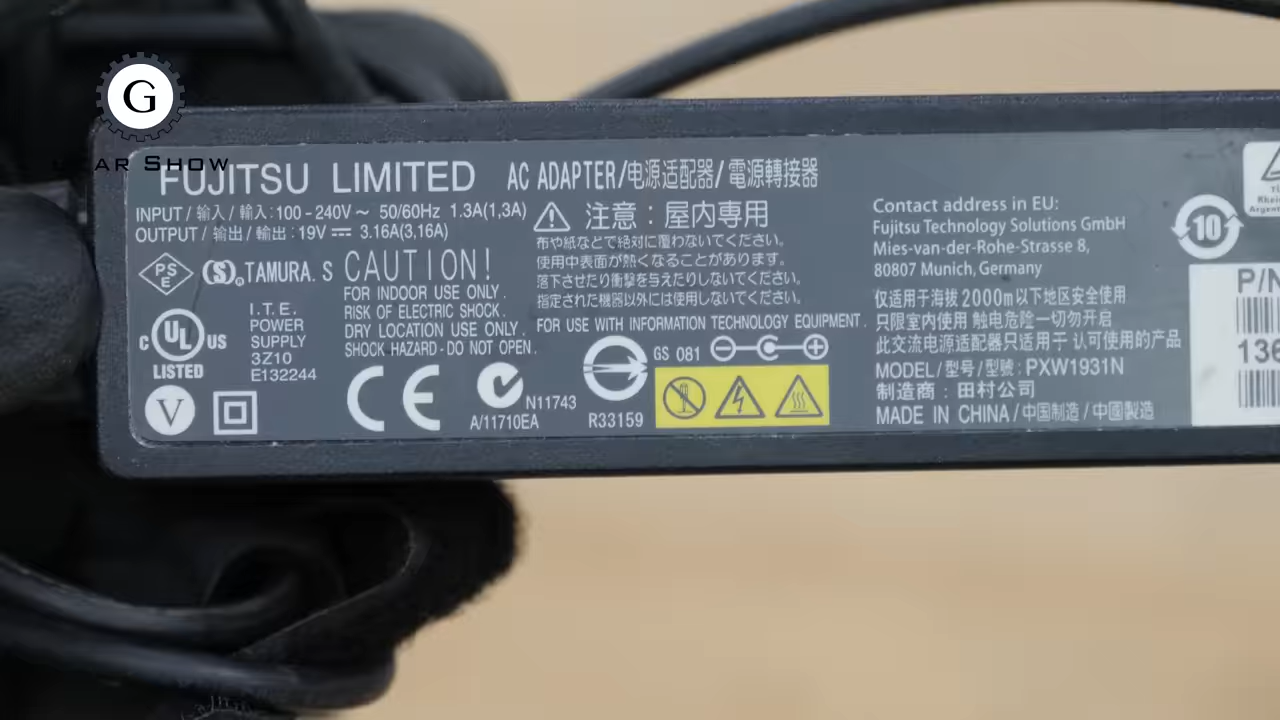 G
GEAR SHOW
FUJITSU LIMITED AC ADAPTER/电源适配器/電源轉接器
INPUT / 输入 / 輸入 : 100 - 240V ～ 50/60Hz 1.3A(1,3A)
OUTPUT / 输出 / 輸出 : 19V ⎓ 3.16A(3,16A)
PS E
(S) TAMURA. S
c UL US
LISTED
I.T.E.
POWER
SUPPLY
3Z10
E132244
V
CAUTION!
FOR INDOOR USE ONLY.
RISK OF ELECTRIC SHOCK.
DRY LOCATION USE ONLY.
SHOCK HAZARD - DO NOT OPEN.
CE
N11743
A/11710EA
注意：屋内専用
布や紙などで絶対に覆わないでください。
使用中表面が熱くなることがあります。
落下させたり衝撃を与えたりしないでください。
指定された機器以外には使用しないでください。
FOR USE WITH INFORMATION TECHNOLOGY EQUIPMENT.
GS 081
R33159
Contact address in EU:
Fujitsu Technology Solutions GmbH
Mies-van-der-Rohe-Strasse 8,
80807 Munich, Germany
仅适用于海拔 2000m 以下地区安全使用
只限室内使用 触电危险一切勿开启
此交流电源适配器只适用于 认可使用的产品
MODEL / 型号 / 型號 : PXW1931N
制造商：田村公司
MADE IN CHINA / 中国制造 / 中國製造
10
P/N
136